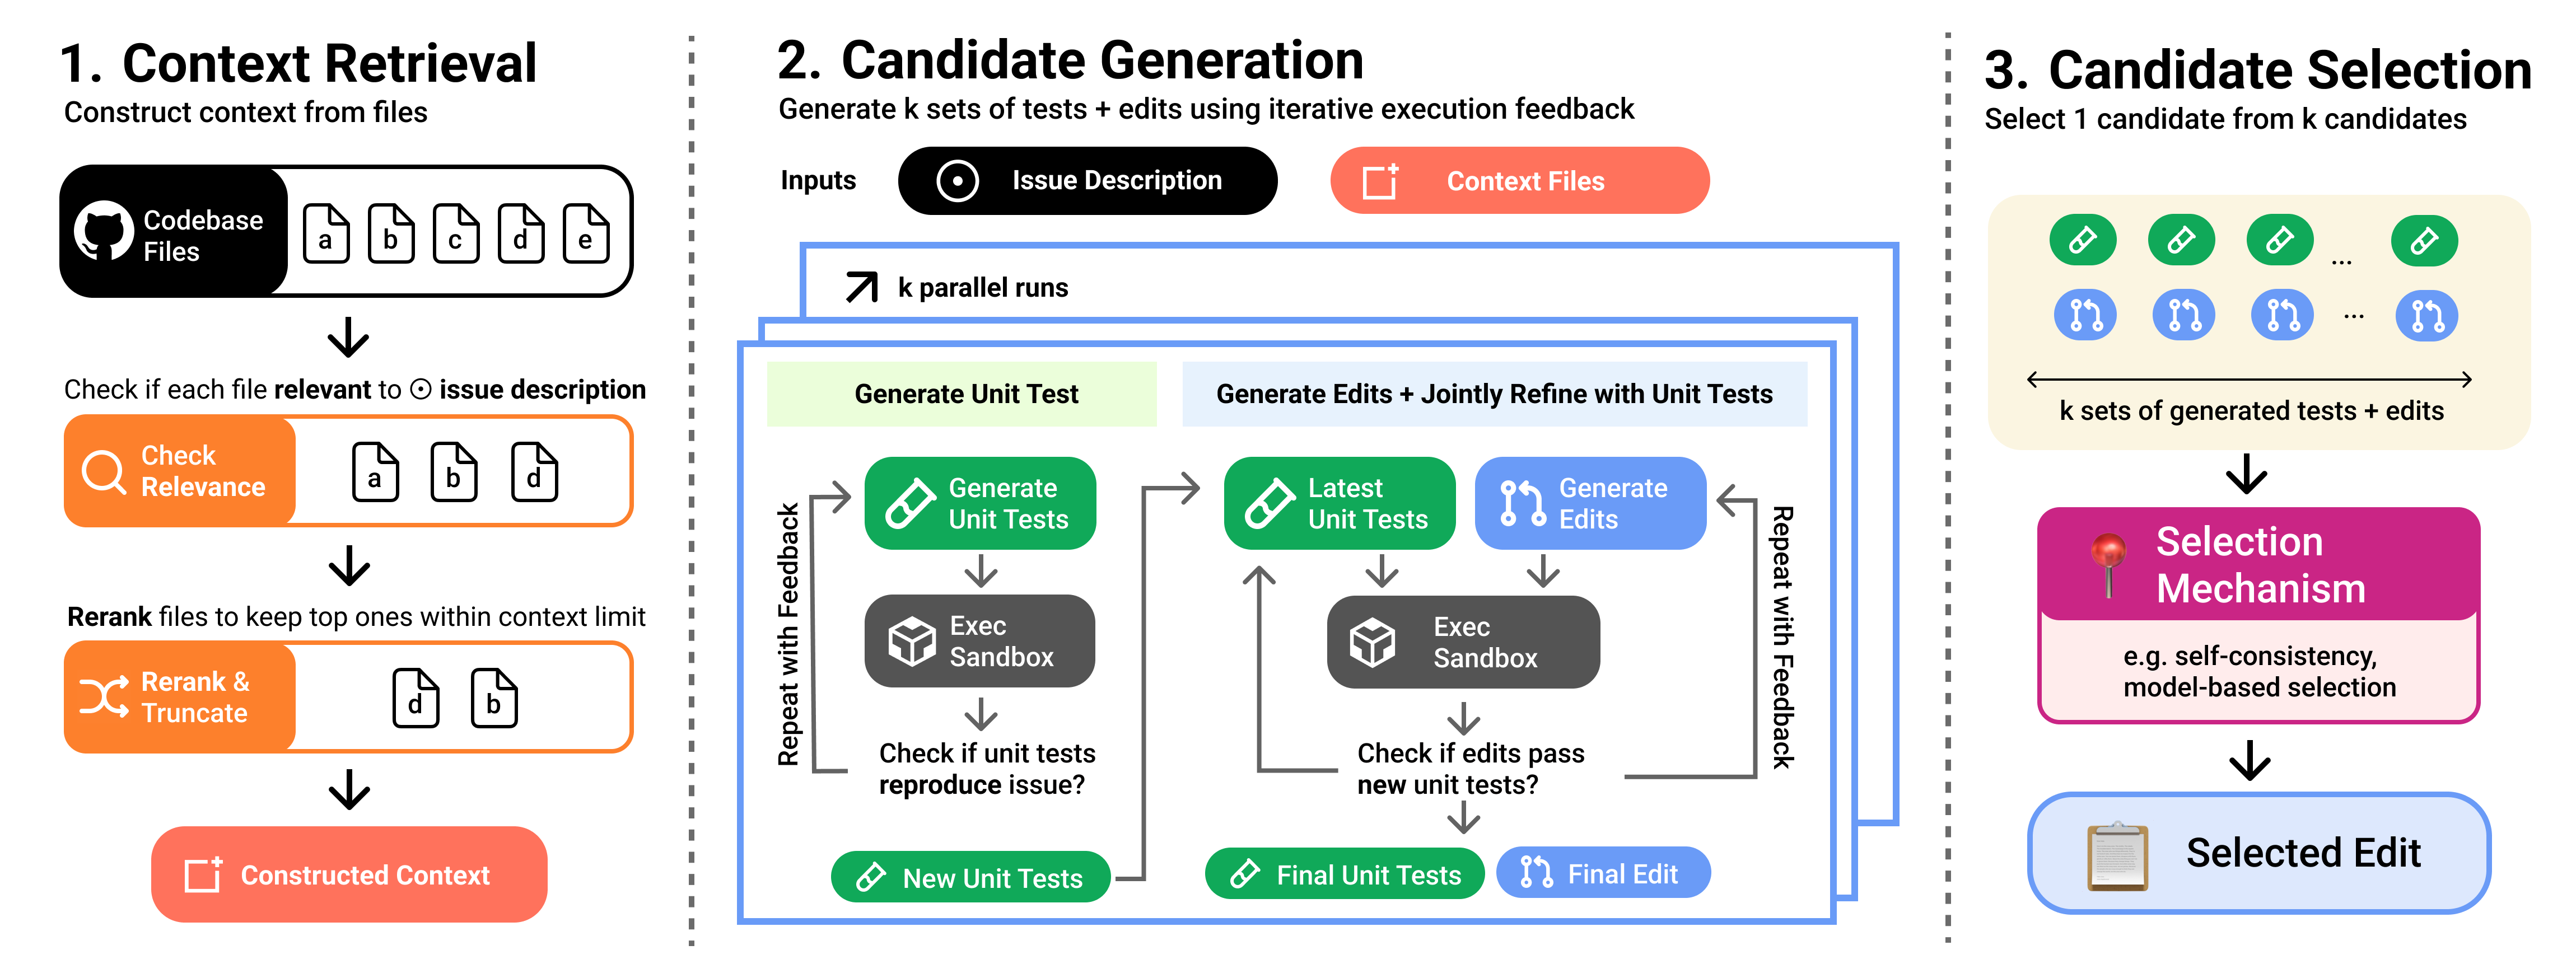 1. Context Retrieval
Construct context from files
Codebase
Files
a b c d e
Check if each file relevant to issue description
Check
Relevance
a b d
Rerank files to keep top ones within context limit
Rerank &
Truncate
d b
Constructed Context
2. Candidate Generation
Generate k sets of tests + edits using iterative execution feedback
Inputs
Issue Description
Context Files
k parallel runs
Generate Unit Test
Repeat with Feedback
Generate
Unit Tests
Exec
Sandbox
Check if unit tests
reproduce issue?
New Unit Tests
Generate Edits + Jointly Refine with Unit Tests
Latest
Unit Tests
Generate
Edits
Exec
Sandbox
Repeat with Feedback
Check if edits pass
new unit tests?
Final Unit Tests
Final Edit
3. Candidate Selection
Select 1 candidate from k candidates
...
...
k sets of generated tests + edits
Selection
Mechanism
e.g. self-consistency,
model-based selection
Selected Edit